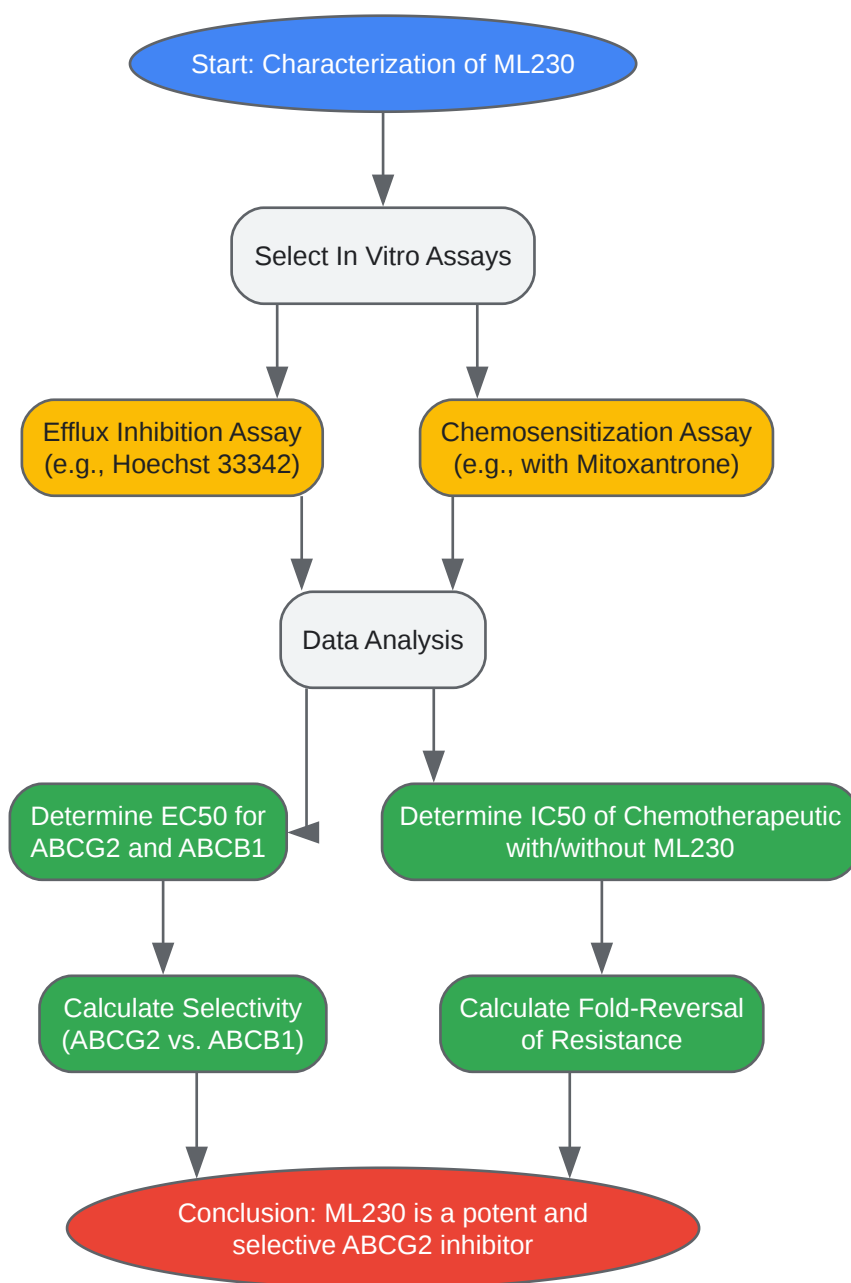 Start: Characterization of ML230
Select In Vitro Assays
Efflux Inhibition Assay
(e.g., Hoechst 33342)
Chemosensitization Assay
(e.g., with Mitoxantrone)
Data Analysis
Determine EC50 for
ABCG2 and ABCB1
Determine IC50 of Chemotherapeutic
with/without ML230
Calculate Selectivity
(ABCG2 vs. ABCB1)
Calculate Fold-Reversal
of Resistance
Conclusion: ML230 is a potent and
selective ABCG2 inhibitor